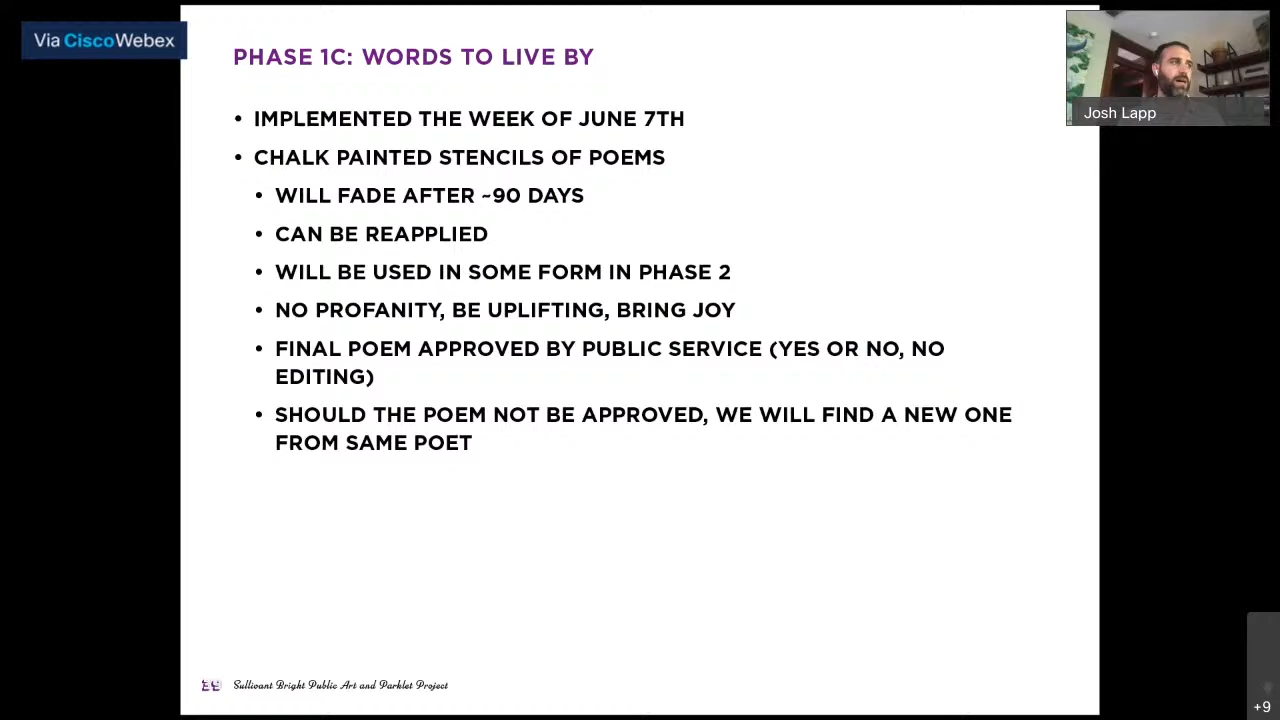 Via CiscoWebex
PHASE 1C: WORDS TO LIVE BY
Josh Lapp
• IMPLEMENTED THE WEEK OF JUNE 7TH
• CHALK PAINTED STENCILS OF POEMS
• WILL FADE AFTER ~90 DAYS
• CAN BE REAPPLIED
• WILL BE USED IN SOME FORM IN PHASE 2
• NO PROFANITY, BE UPLIFTING, BRING JOY
• FINAL POEM APPROVED BY PUBLIC SERVICE (YES OR NO, NO
EDITING)
• SHOULD THE POEM NOT BE APPROVED, WE WILL FIND A NEW ONE
FROM SAME POET
39 Sullivant Bright Public Art and Parklet Project
+9